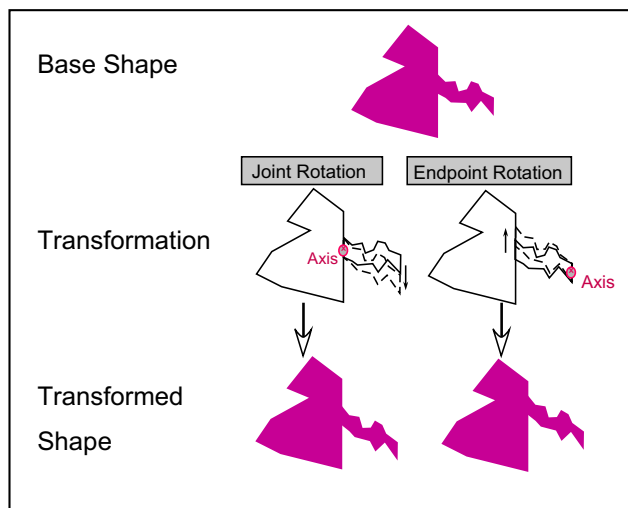 Base Shape
Joint Rotation
Endpoint Rotation
Transformation
Axis
Axis
Transformed
Shape